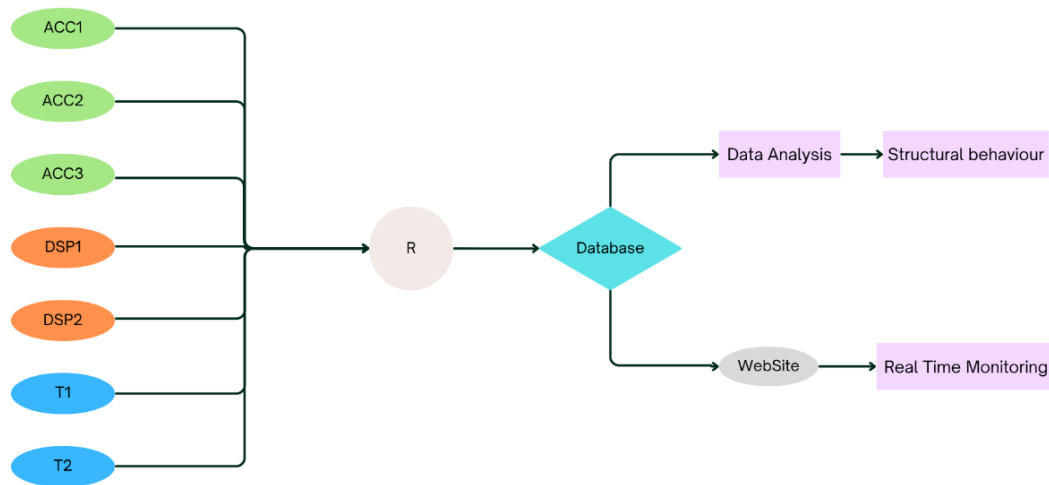 ACC1
ACC2
ACC3
DSP1
DSP2
T1
T2
R
Database
Data Analysis
Structural behaviour
WebSite
Real Time Monitoring